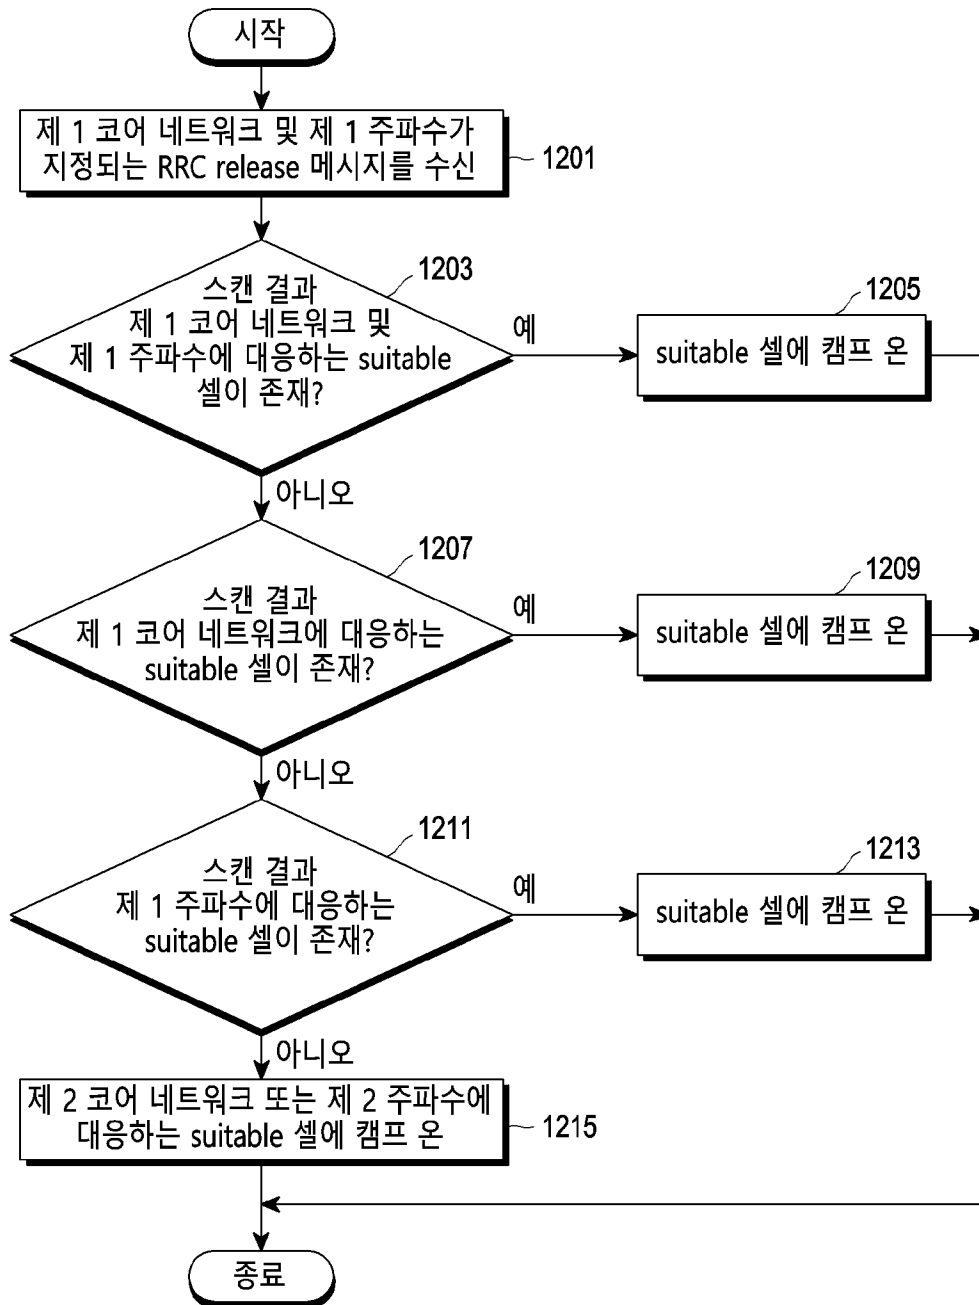 시작
제 1 코어 네트워크 및 제 1 주파수가
지정되는 RRC release 메시지를 수신
1201
스캔 결과
제 1 코어 네트워크 및
제 1 주파수에 대응하는 suitable
셀이 존재?
1203
예
1205
suitable 셀에 캠프 온
아니오
스캔 결과
제 1 코어 네트워크에 대응하는
suitable 셀이 존재?
1207
예
1209
suitable 셀에 캠프 온
아니오
스캔 결과
제 1 주파수에 대응하는
suitable 셀이 존재?
1211
예
1213
suitable 셀에 캠프 온
아니오
제 2 코어 네트워크 또는 제 2 주파수에
대응하는 suitable 셀에 캠프 온
1215
종료